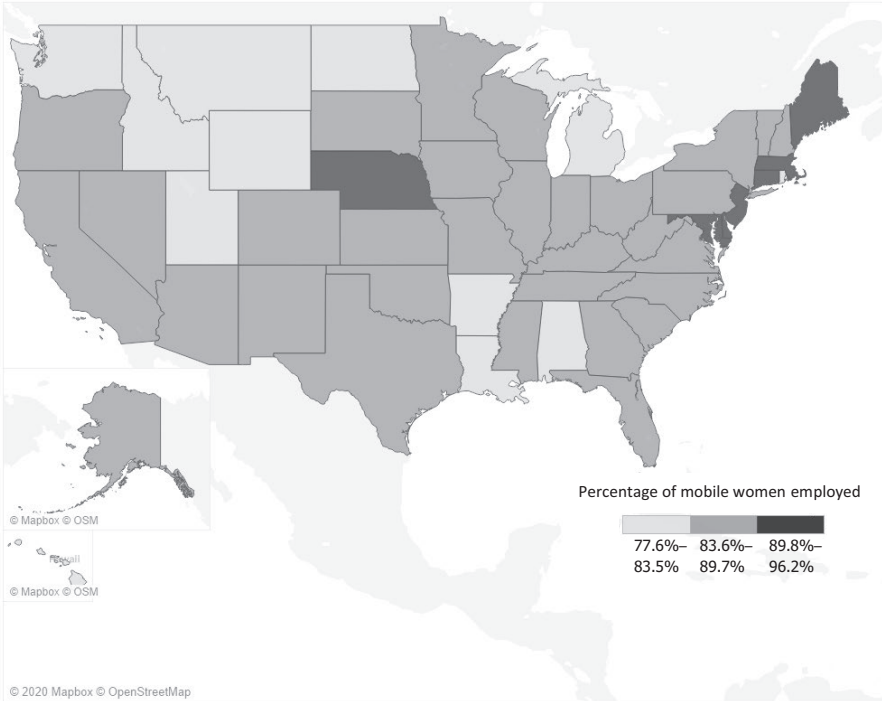 © Mapbox © OSM
Hawaii
© Mapbox © OSM
Percentage of mobile women employed
77.6%– 83.6%– 89.8%–
83.5% 89.7% 96.2%
© 2020 Mapbox © OpenStreetMap